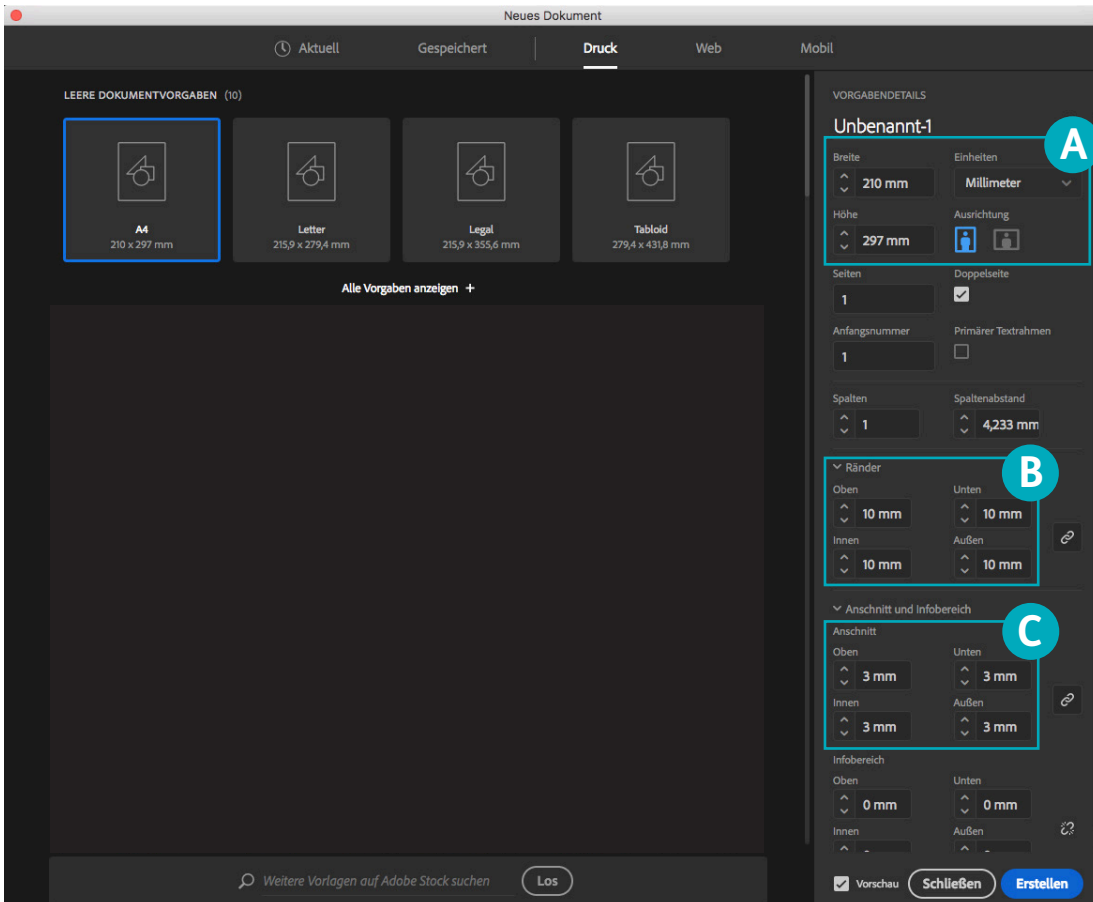 Neues Dokument
Aktuell Gespeichert Druck Web Mobil
LEERE DOKUMENTVORGABEN (10)
A4
210 x 297 mm
Letter
215,9 x 279,4 mm
Legal
215,9 x 355,6 mm
Tabloid
279,4 x 431,8 mm
Alle Vorgaben anzeigen +
Weitere Vorlagen auf Adobe Stock suchen Los
VORGABENDETAILS
Unbenannt-1
A
Breite Einheiten
210 mm Millimeter
Höhe Ausrichtung
297 mm
Seiten Doppelseite
1
Anfangsnummer Primärer Textrahmen
1
Spalten Spaltenabstand
1 4,233 mm
Ränder
B
Oben Unten
10 mm 10 mm
Innen Außen
10 mm 10 mm
Anschnitt und Infobereich
Anschnitt
C
Oben Unten
3 mm 3 mm
Innen Außen
3 mm 3 mm
Infobereich
Oben Unten
0 mm 0 mm
Innen Außen
Vorschau Schließen Erstellen